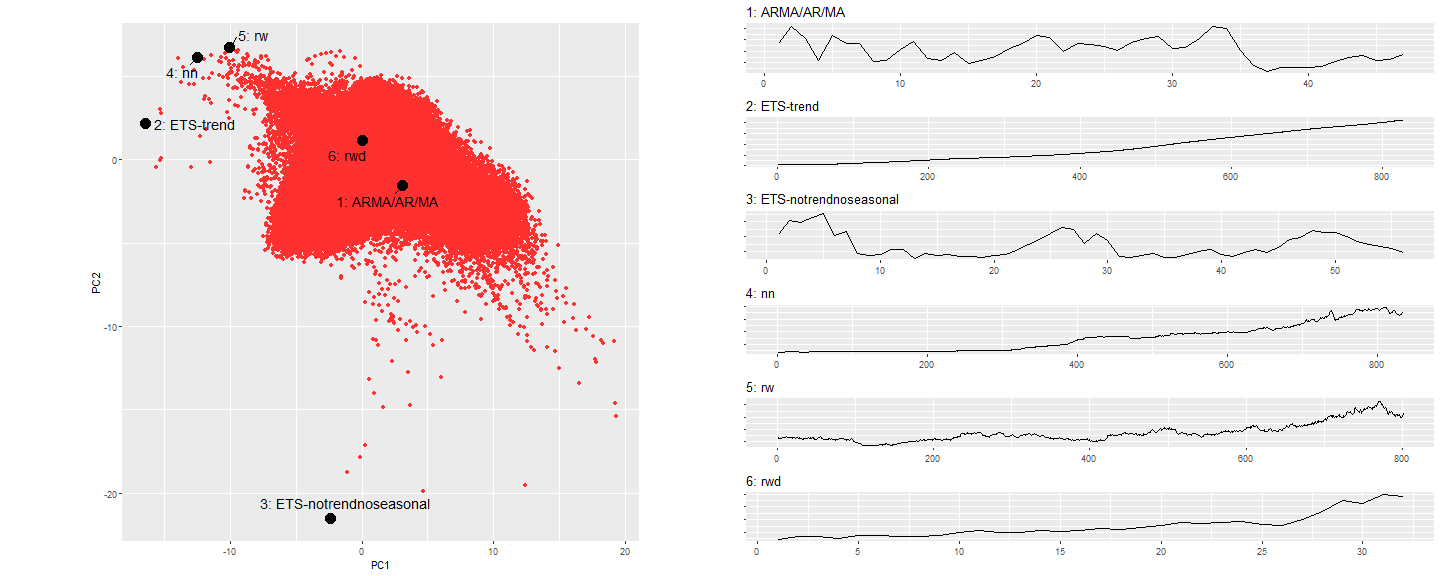 5: rw
4: nn
2: ETS-trend
6: rwd
1: ARMA/AR/MA
3: ETS-notrendnoseasonal
0
-10
-20
PC2
-10 0 10 20
PC1
1: ARMA/AR/MA
0 10 20 30 40
2: ETS-trend
0 200 400 600 800
3: ETS-notrendnoseasonal
0 10 20 30 40 50
4: nn
0 200 400 600 800
5: rw
0 200 400 600 800
6: rwd
0 5 10 15 20 25 30